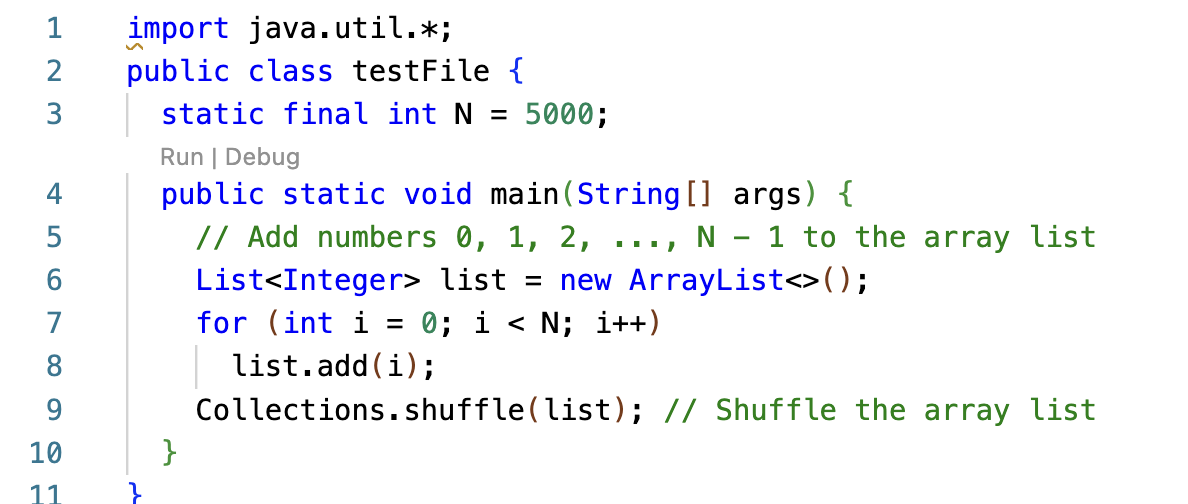 1 import java.util.*;
2 public class testFile {
3 static final int N = 5000;
Run | Debug
4 public static void main(String[] args) {
5 // Add numbers 0, 1, 2, ..., N - 1 to the array list
6 List<Integer> list = new ArrayList<>();
7 for (int i = 0; i < N; i++)
8 list.add(i);
9 Collections.shuffle(list); // Shuffle the array list
10 }
11 }